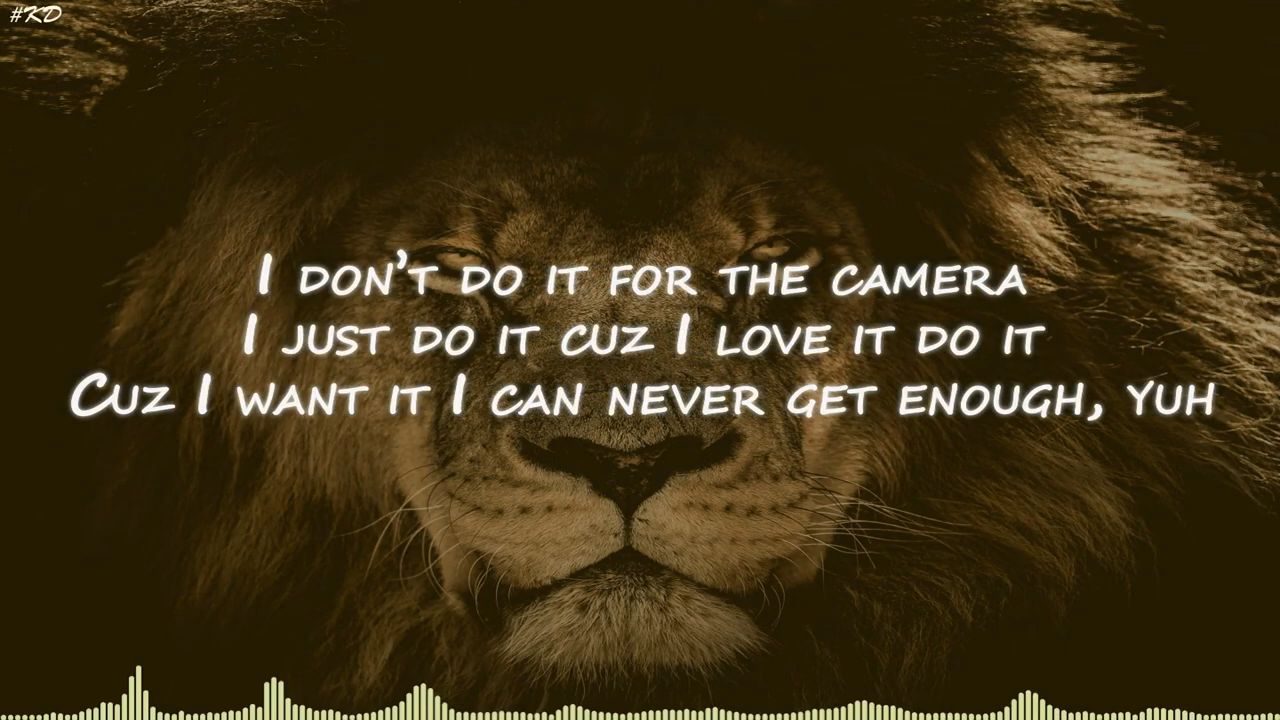 #KD
I DON'T DO IT FOR THE CAMERA
I JUST DO IT CUZ I LOVE IT DO IT
CUZ I WANT IT I CAN NEVER GET ENOUGH, YUH